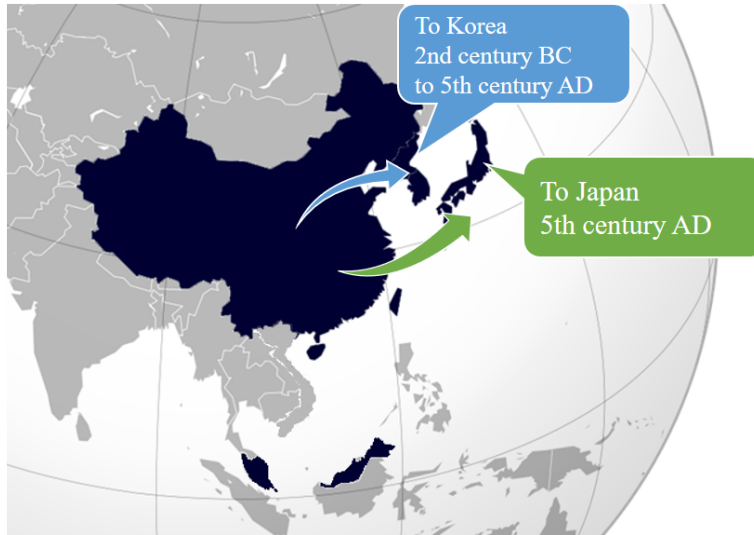 To Korea
2nd century BC
to 5th century AD
To Japan
5th century AD